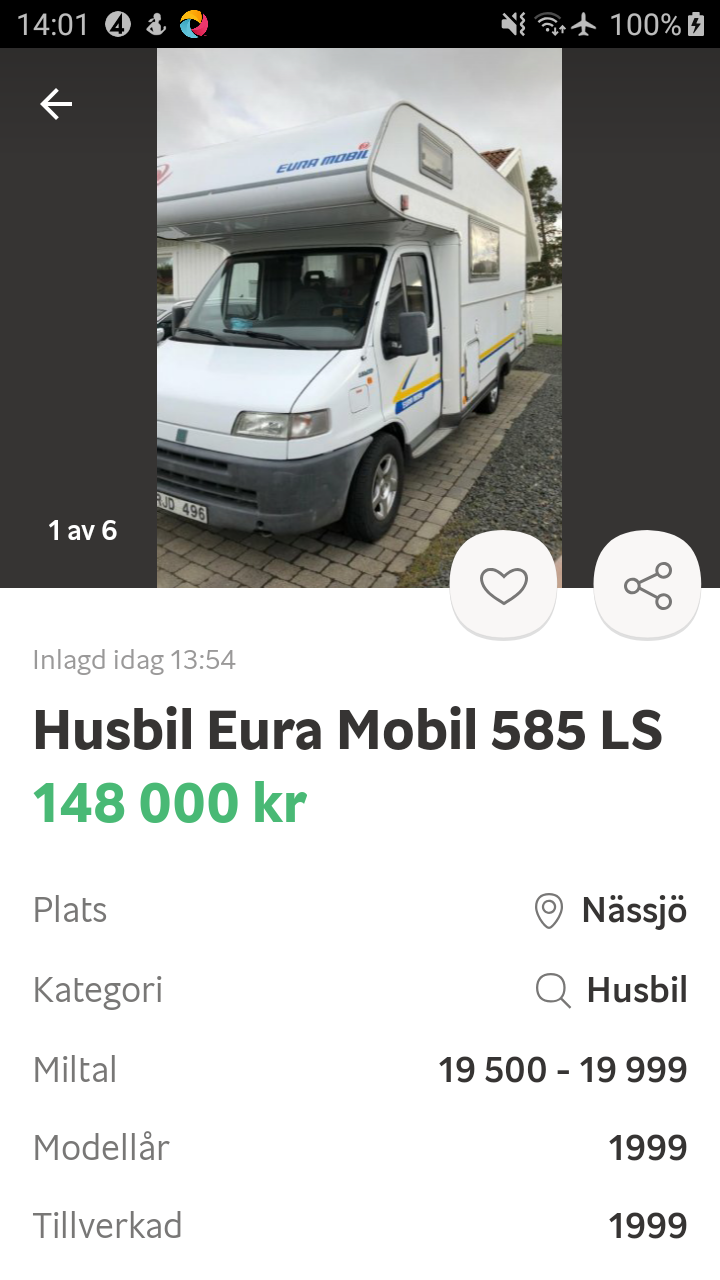 14:01 4 100%
EURA MOBIL
RJD 496
1 av 6
Inlagd idag 13:54
Husbil Eura Mobil 585 LS
148 000 kr
Plats Nässjö
Kategori Husbil
Miltal 19 500 - 19 999
Modellår 1999
Tillverkad 1999